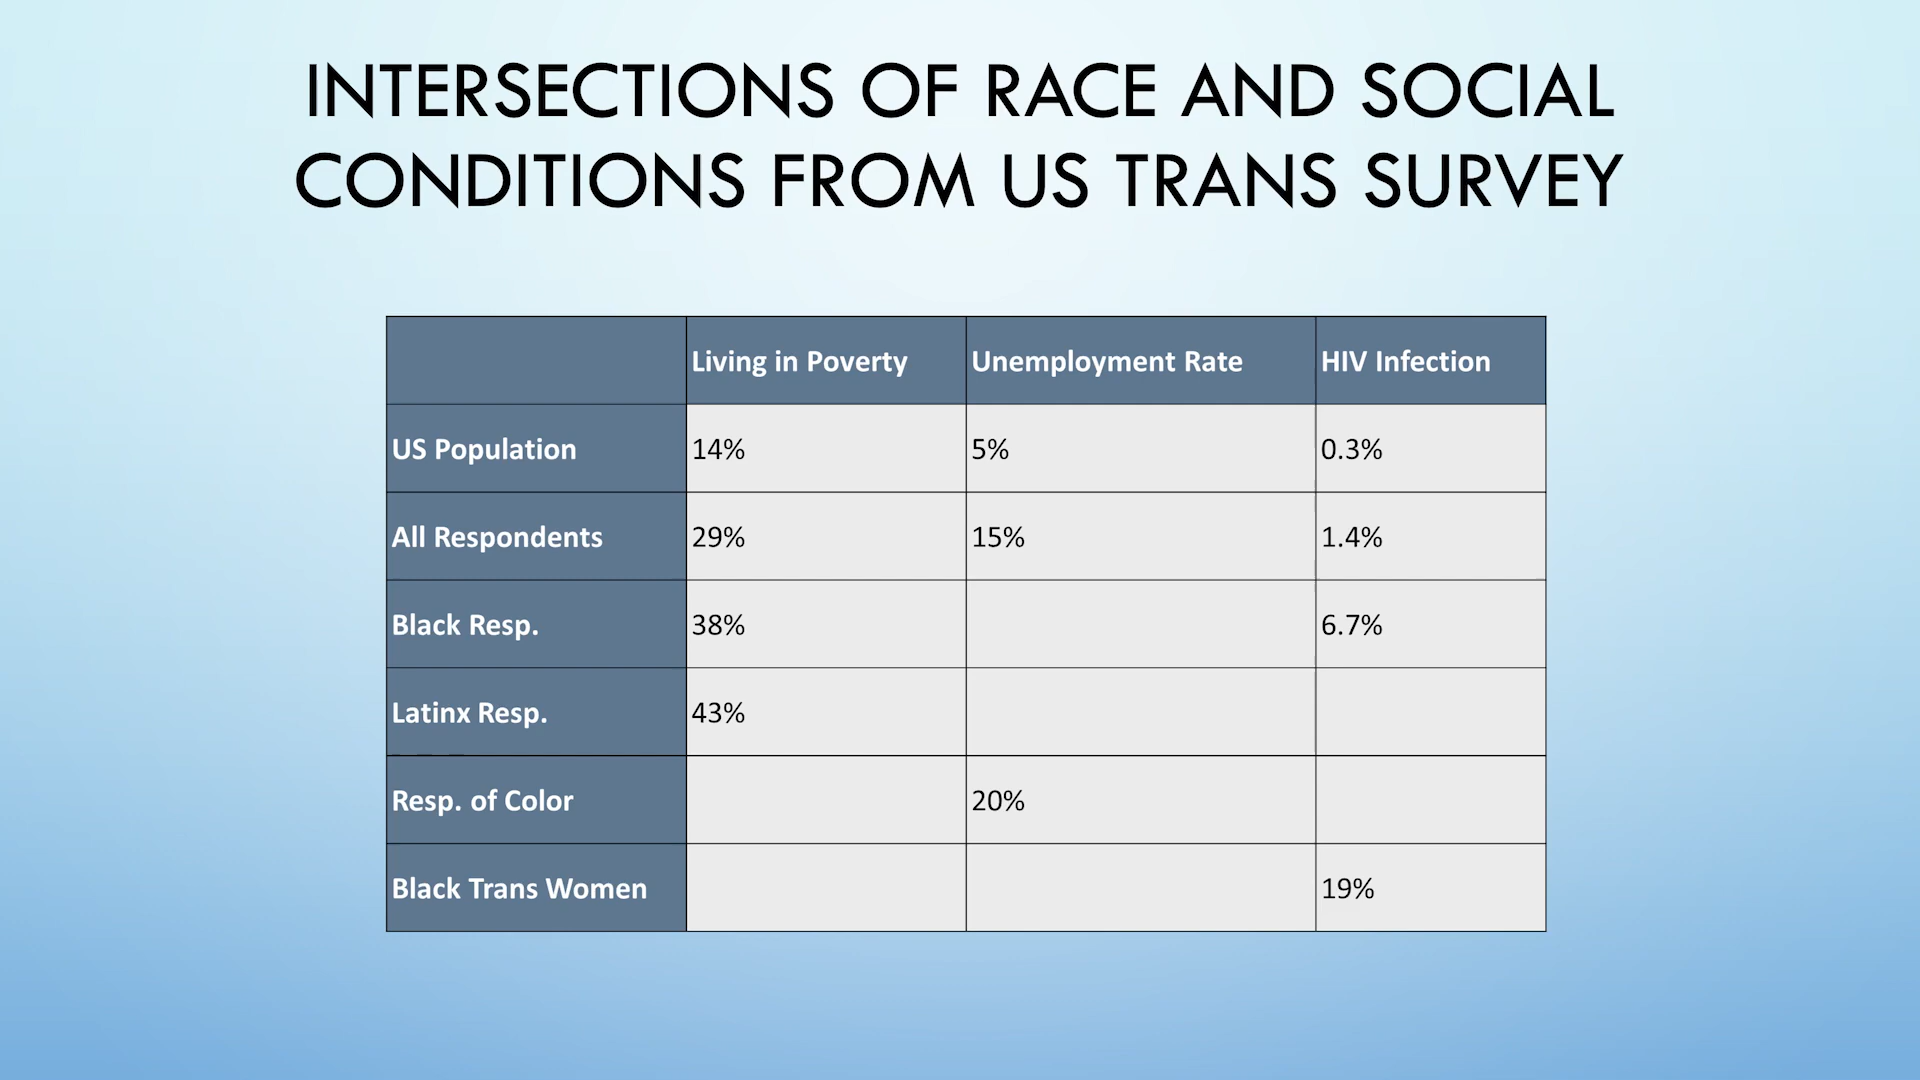 INTERSECTIONS OF RACE AND SOCIAL
CONDITIONS FROM US TRANS SURVEY
Living in Poverty Unemployment Rate HIV Infection
US Population 14% 5% 0.3%
All Respondents 29% 15% 1.4%
Black Resp. 38% 6.7%
Latinx Resp. 43%
Resp. of Color 20%
Black Trans Women 19%